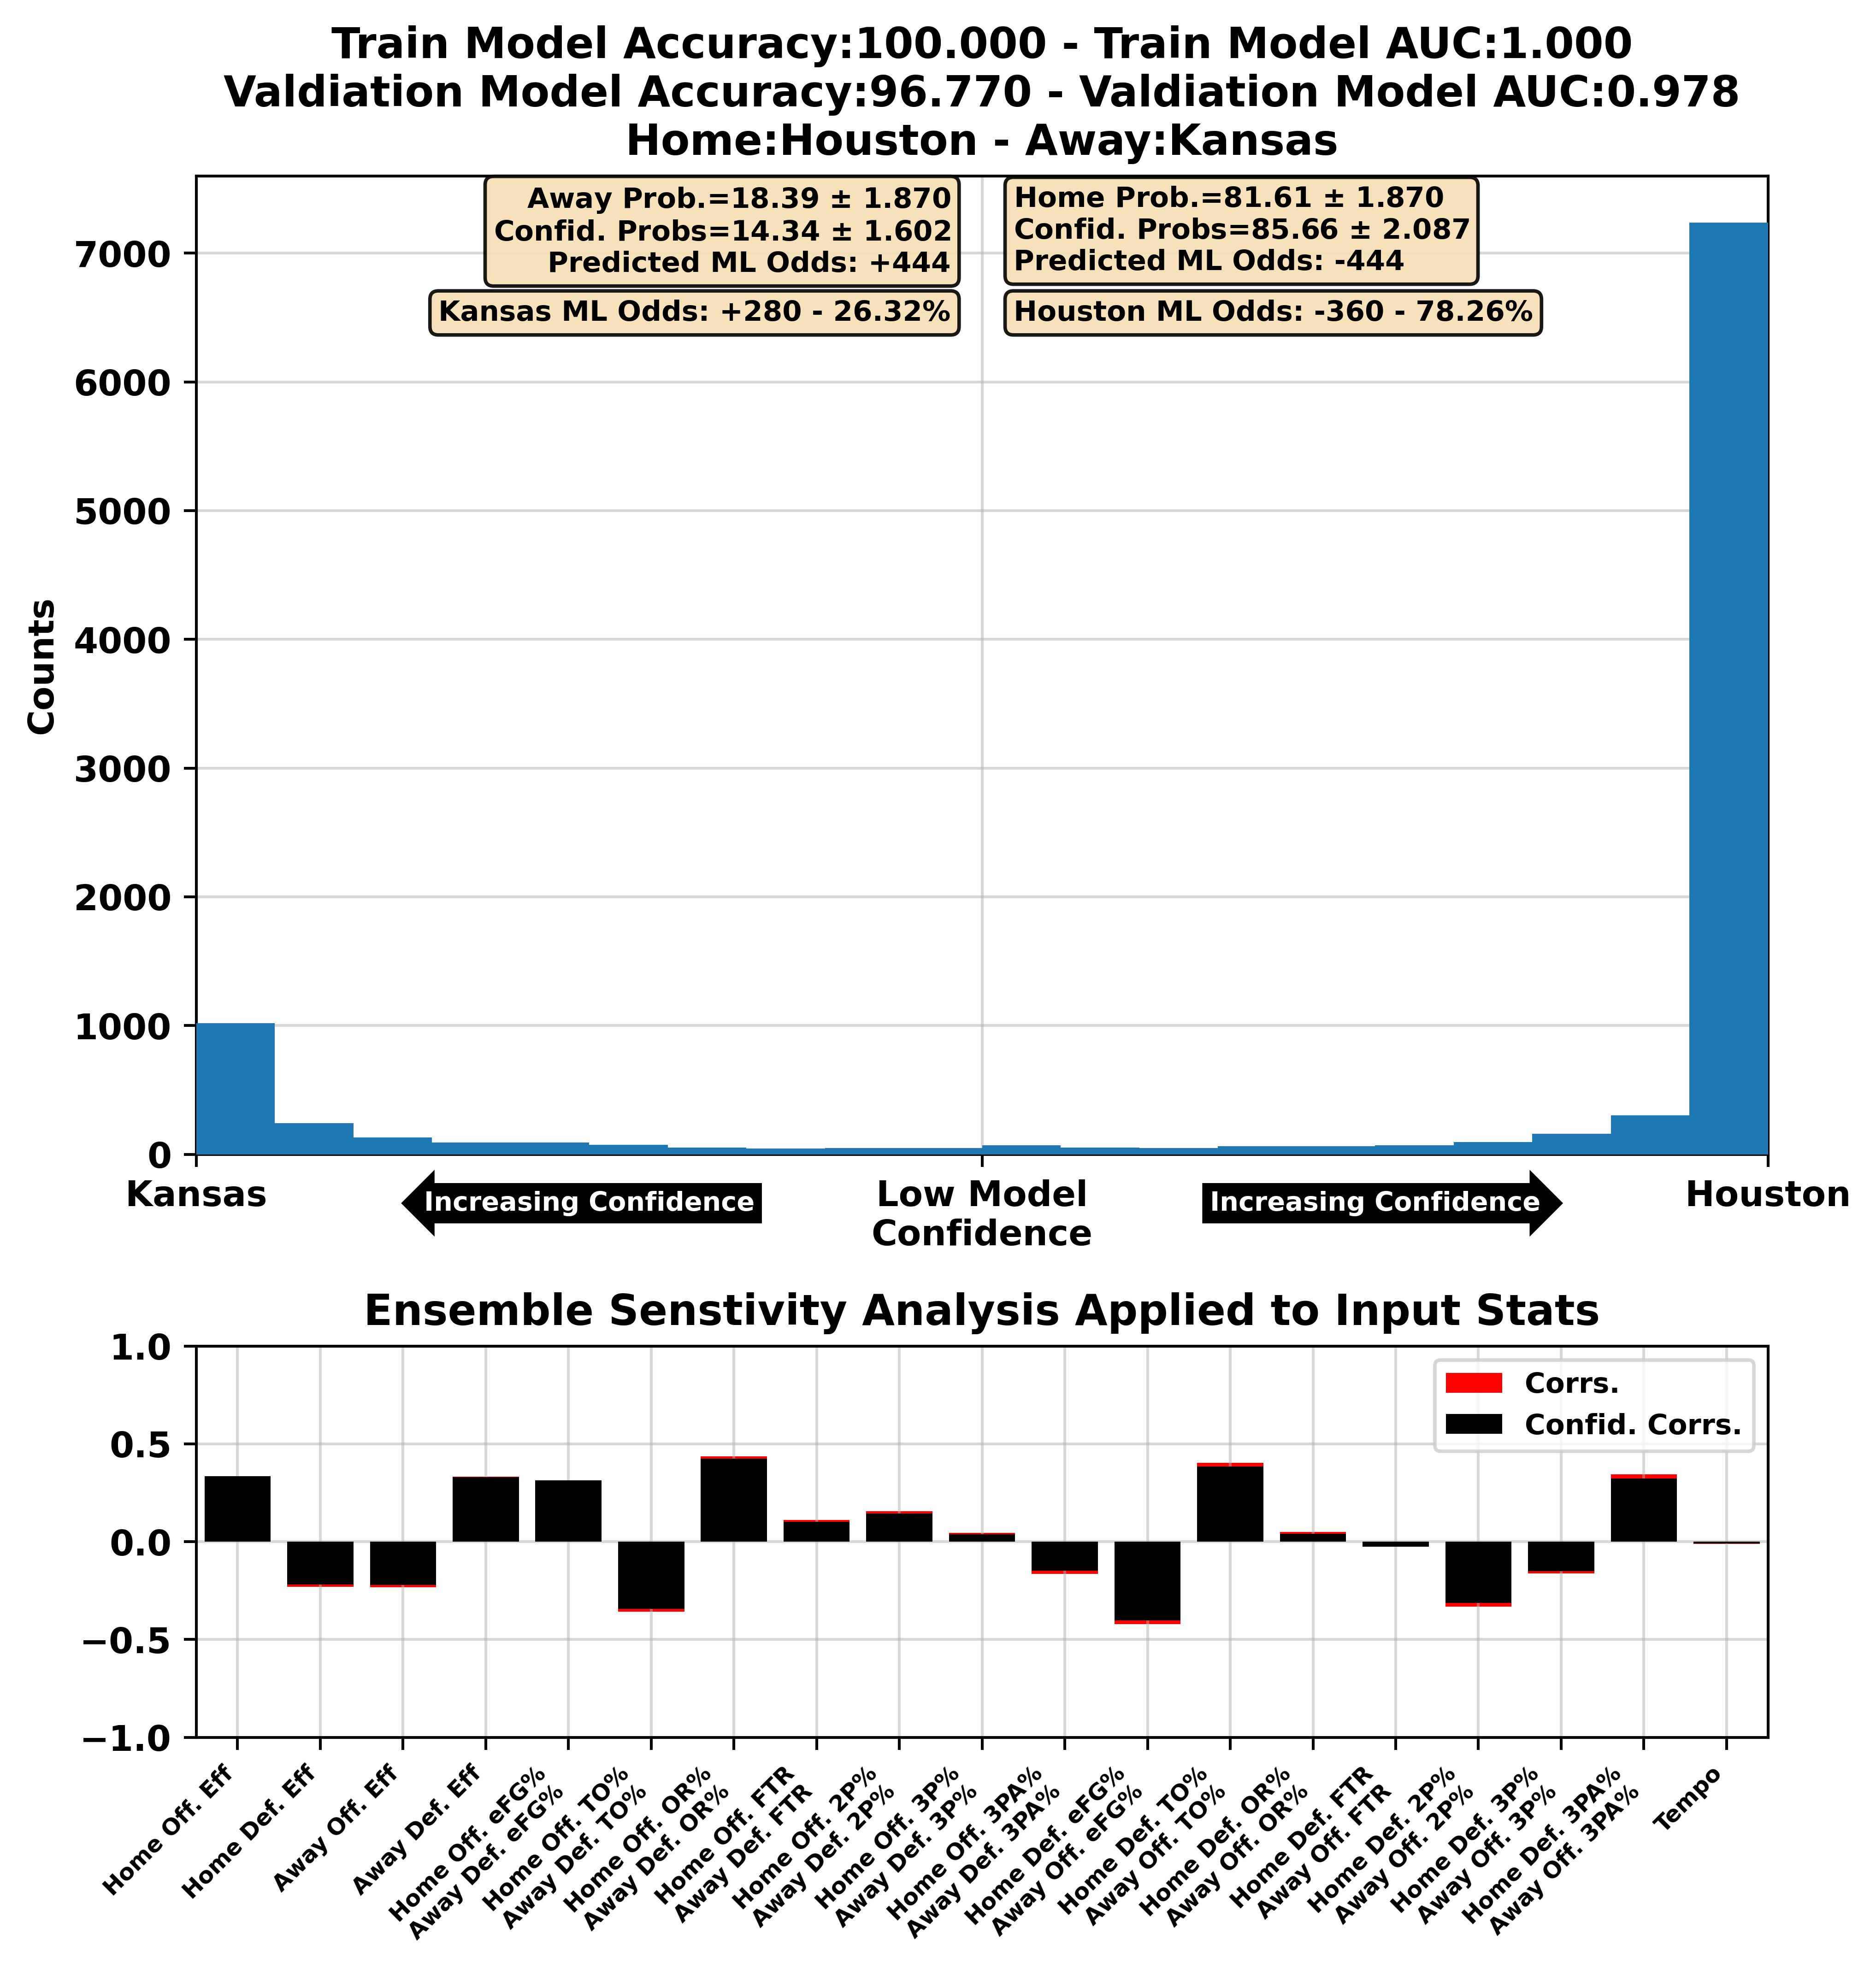 Train Model Accuracy:100.000 - Train Model AUC:1.000
Valdiation Model Accuracy:96.770 - Valdiation Model AUC:0.978
Home:Houston - Away:Kansas
Away Prob.=18.39 ± 1.870
Confid. Probs=14.34 ± 1.602
Predicted ML Odds: +444
Kansas ML Odds: +280 - 26.32%
Home Prob.=81.61 ± 1.870
Confid. Probs=85.66 ± 2.087
Predicted ML Odds: -444
Houston ML Odds: -360 - 78.26%
Counts
7000
6000
5000
4000
3000
2000
1000
0
Kansas
Increasing Confidence
Low Model
Confidence
Increasing Confidence
Houston
Ensemble Senstivity Analysis Applied to Input Stats
1.0
0.5
0.0
−0.5
−1.0
Corrs.
Confid. Corrs.
Home Off. Eff
Home Def. Eff
Away Off. Eff
Away Def. Eff
Home Off. eFG%
Away Def. eFG%
Home Off. TO%
Away Def. TO%
Home Off. OR%
Away Def. OR%
Home Off. FTR
Away Def. FTR
Home Off. 2P%
Away Def. 2P%
Home Off. 3P%
Away Def. 3P%
Home Off. 3PA%
Away Def. 3PA%
Home Def. eFG%
Away Off. eFG%
Home Def. TO%
Away Off. TO%
Home Def. OR%
Away Off. OR%
Home Def. FTR
Away Off. FTR
Home Def. 2P%
Away Off. 2P%
Home Def. 3P%
Away Off. 3P%
Home Def. 3PA%
Away Off. 3PA%
Tempo